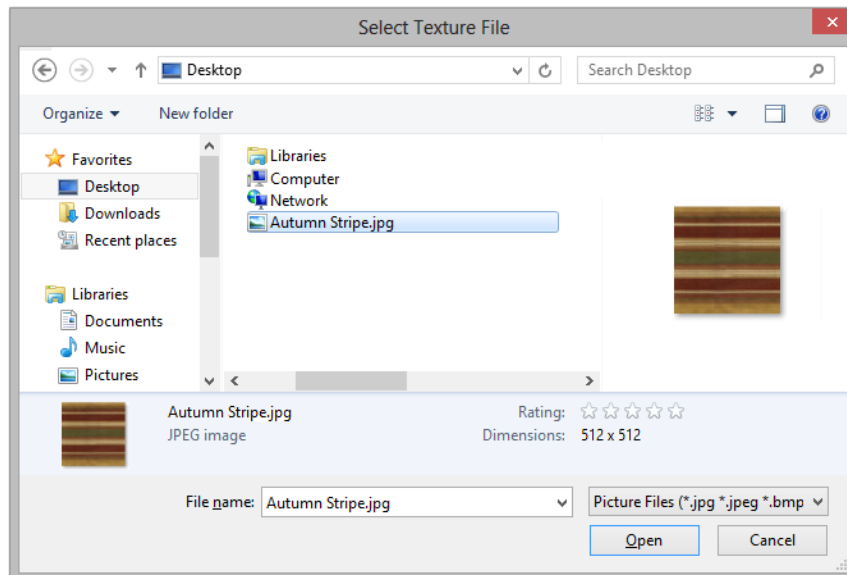 Select Texture File
Desktop
Search Desktop
Organize
New folder
Favorites
Desktop
Downloads
Recent places
Libraries
Documents
Music
Pictures
Libraries
Computer
Network
Autumn Stripe.jpg
Autumn Stripe.jpg
JPEG image
Rating:
Dimensions: 512 x 512
File name: Autumn Stripe.jpg
Picture Files (*.jpg *.jpeg *.bmp
Open
Cancel